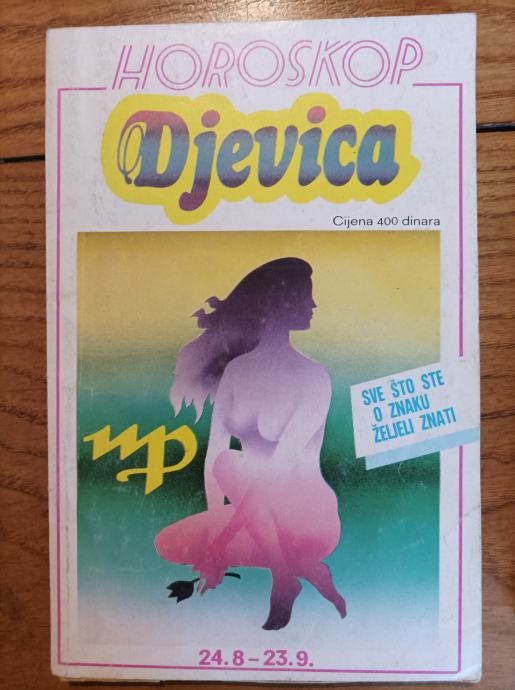 HOROSKOP
Djevica
Cijena 400 dinara
SVE ŠTO STE
O ZNAKU
ŽELJELI ZNATI
24.8–23.9.